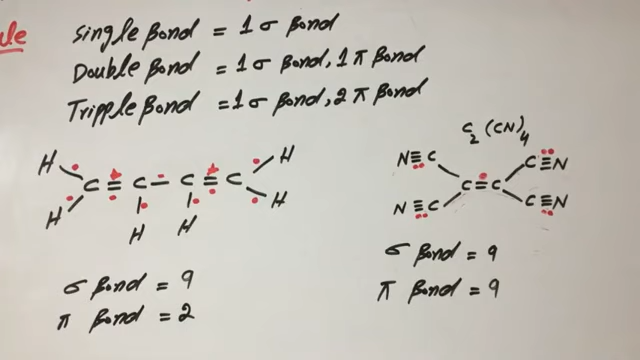 ule
Single Bond = 1 σ Bond
Double Bond = 1 σ Bond, 1 π Bond
Tripple Bond = 1 σ Bond, 2 π Bond
H H
C = C – C = C
H H H H
σ Bond = 9
π Bond = 2
C₂(CN)₄
N≡C C≡N
C=C
N≡C C≡N
σ Bond = 9
π Bond = 9